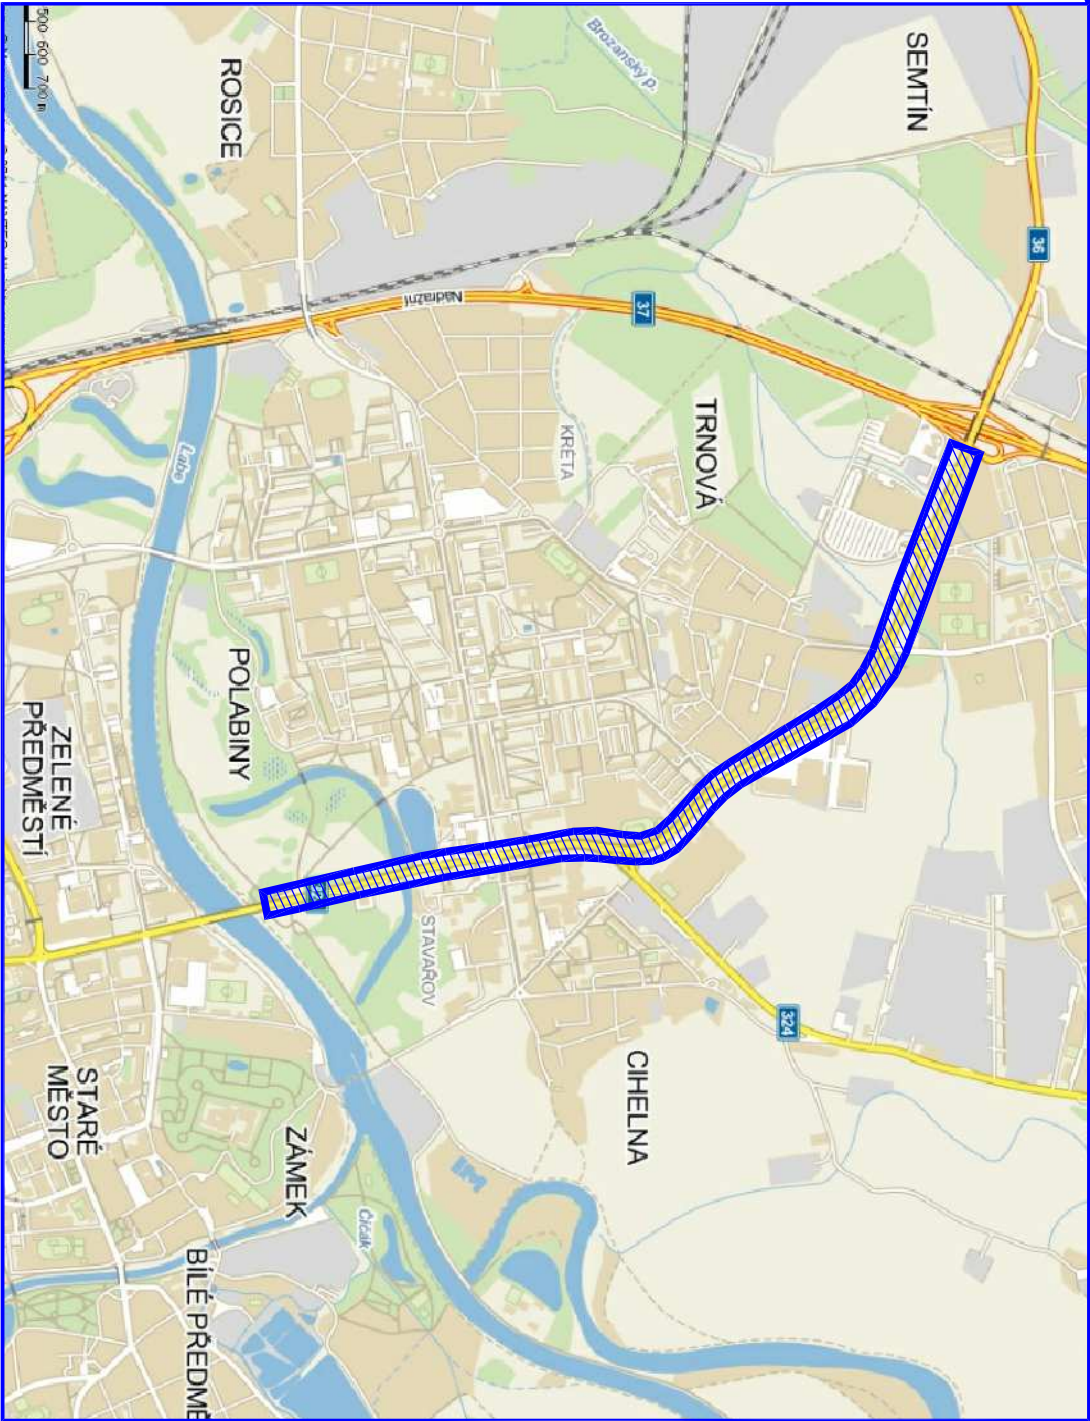 36
SEMTÍN
324
TRNOVÁ
37
CIHELNA
Brozanský p.
KRÉTA
Nádražní
STAVAŘOV
Čičák
ZÁMEK
POLABINY
ROSICE
BÍLÉ PŘEDMĚ
Labe
STARÉ
MĚSTO
ZELENÉ
PŘEDMĚSTÍ
500 600 700 m